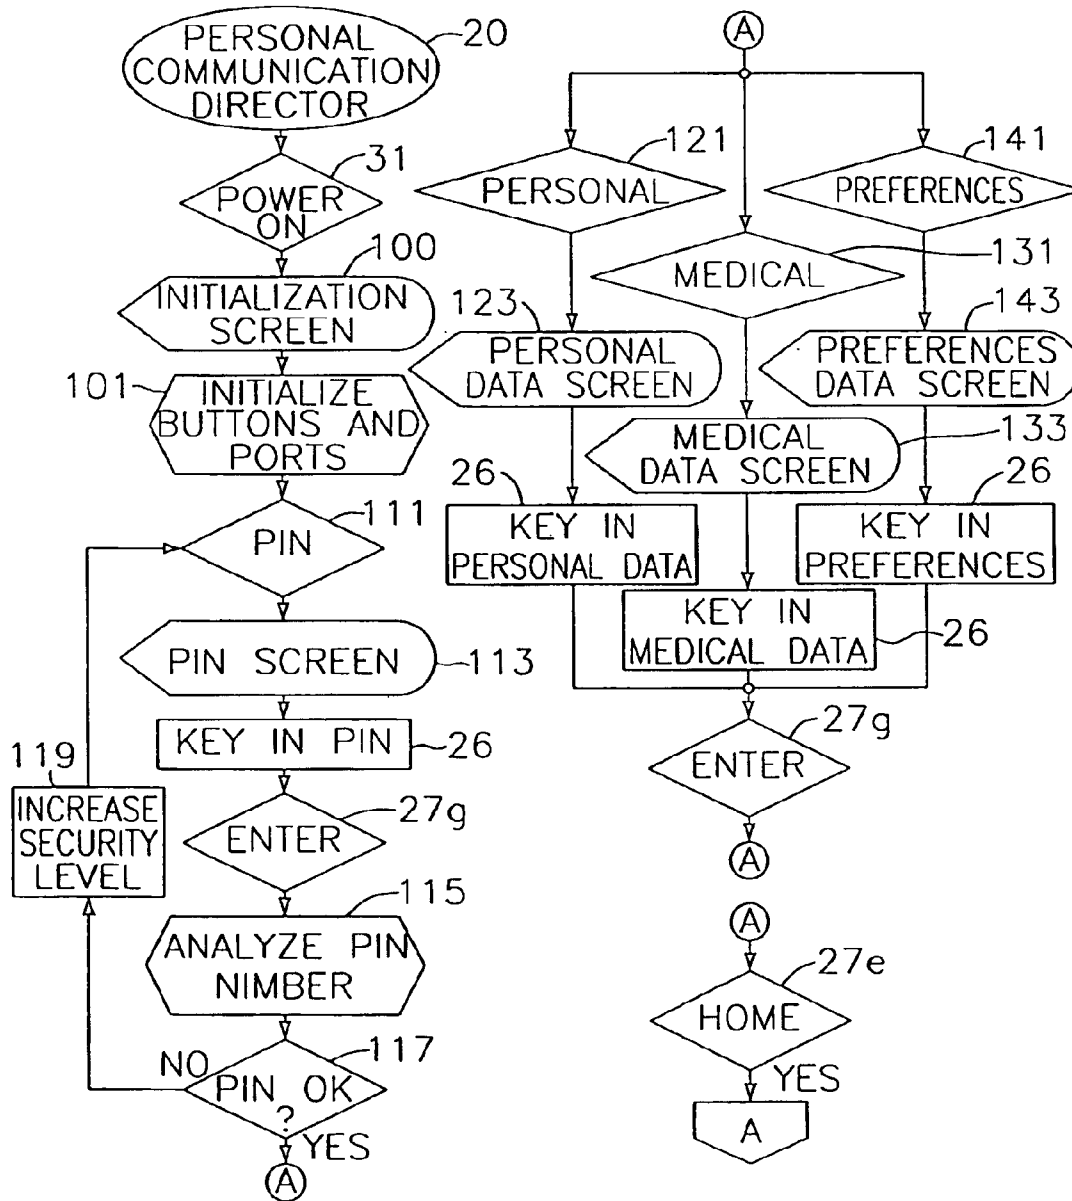 PERSONAL
COMMUNICATION
DIRECTOR
20
POWER
ON
31
INITIALIZATION
SCREEN
100
INITIALIZE
BUTTONS AND
PORTS
101
PIN
111
PIN SCREEN
113
KEY IN PIN
26
ENTER
27g
ANALYZE PIN
NIMBER
115
PIN OK
?
117
NO
YES
A
119
INCREASE
SECURITY
LEVEL
A
PERSONAL
121
PREFERENCES
141
MEDICAL
131
PERSONAL
DATA SCREEN
123
PREFERENCES
DATA SCREEN
143
MEDICAL
DATA SCREEN
133
KEY IN
PERSONAL DATA
26
KEY IN
PREFERENCES
26
KEY IN
MEDICAL DATA
26
ENTER
27g
A
A
HOME
27e
YES
A